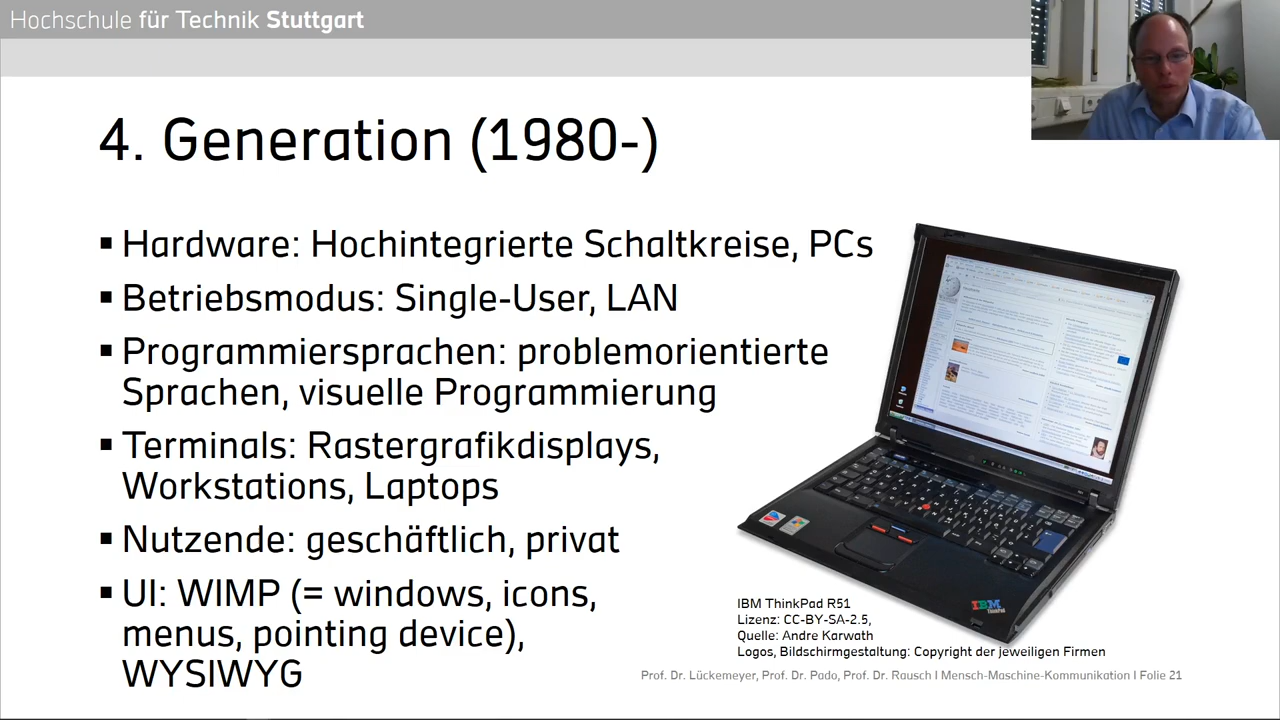 Hochschule für Technik Stuttgart
4. Generation (1980-)
▪ Hardware: Hochintegrierte Schaltkreise, PCs
▪ Betriebsmodus: Single-User, LAN
▪ Programmiersprachen: problemorientierte
Sprachen, visuelle Programmierung
▪ Terminals: Rastergrafikdisplays,
Workstations, Laptops
▪ Nutzende: geschäftlich, privat
▪ UI: WIMP (= windows, icons,
menus, pointing device),
WYSIWYG
IBM
ThinkPad
IBM ThinkPad R51
Lizenz: CC-BY-SA-2.5,
Quelle: Andre Karwath
Logos, Bildschirmgestaltung: Copyright der jeweiligen Firmen
Prof. Dr. Lückemeyer, Prof. Dr. Pado, Prof. Dr. Rausch I Mensch-Maschine-Kommunikation I Folie 21